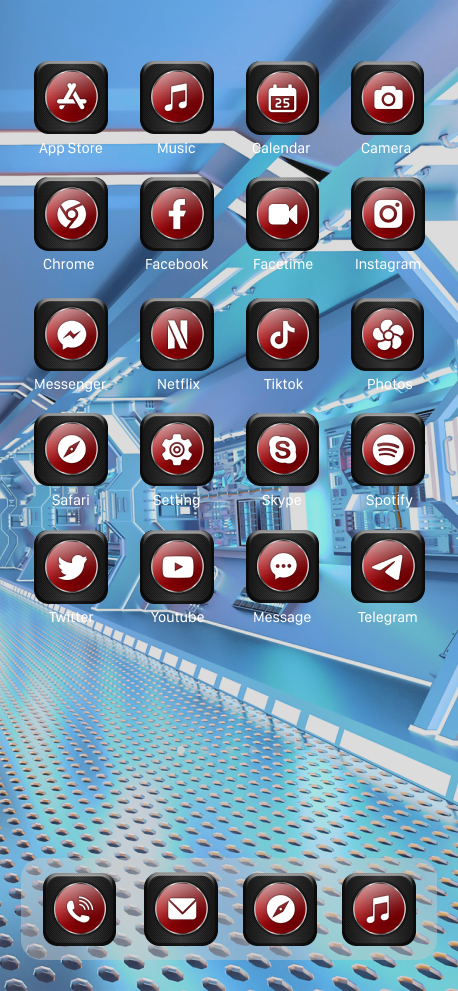 App Store Music Calendar Camera
25
Chrome Facebook Facetime Instagram
Messenger Netflix Tiktok Photos
Safari Setting Skype Spotify
Twitter Youtube Message Telegram